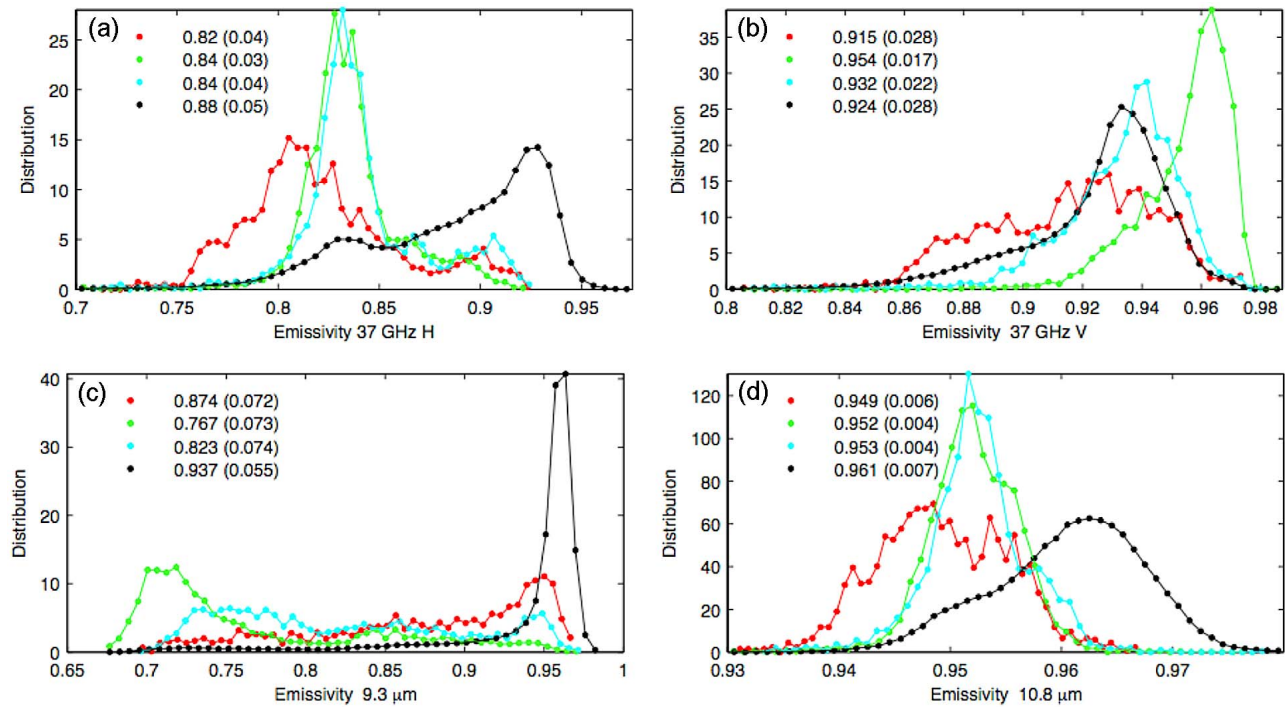 (a)
0.82 (0.04)
0.84 (0.03)
0.84 (0.04)
0.88 (0.05)
25
20
15
10
5
0
0.7 0.75 0.8 0.85 0.9 0.95
Distribution
Emissivity 37 GHz H
(b)
0.915 (0.028)
0.954 (0.017)
0.932 (0.022)
0.924 (0.028)
35
30
25
20
15
10
5
0
0.8 0.82 0.84 0.86 0.88 0.9 0.92 0.94 0.96 0.98
Distribution
Emissivity 37 GHz V
(c)
0.874 (0.072)
0.767 (0.073)
0.823 (0.074)
0.937 (0.055)
40
30
20
10
0
0.65 0.7 0.75 0.8 0.85 0.9 0.95 1
Distribution
Emissivity 9.3 μm
(d)
0.949 (0.006)
0.952 (0.004)
0.953 (0.004)
0.961 (0.007)
120
100
80
60
40
20
0
0.93 0.94 0.95 0.96 0.97
Distribution
Emissivity 10.8 μm